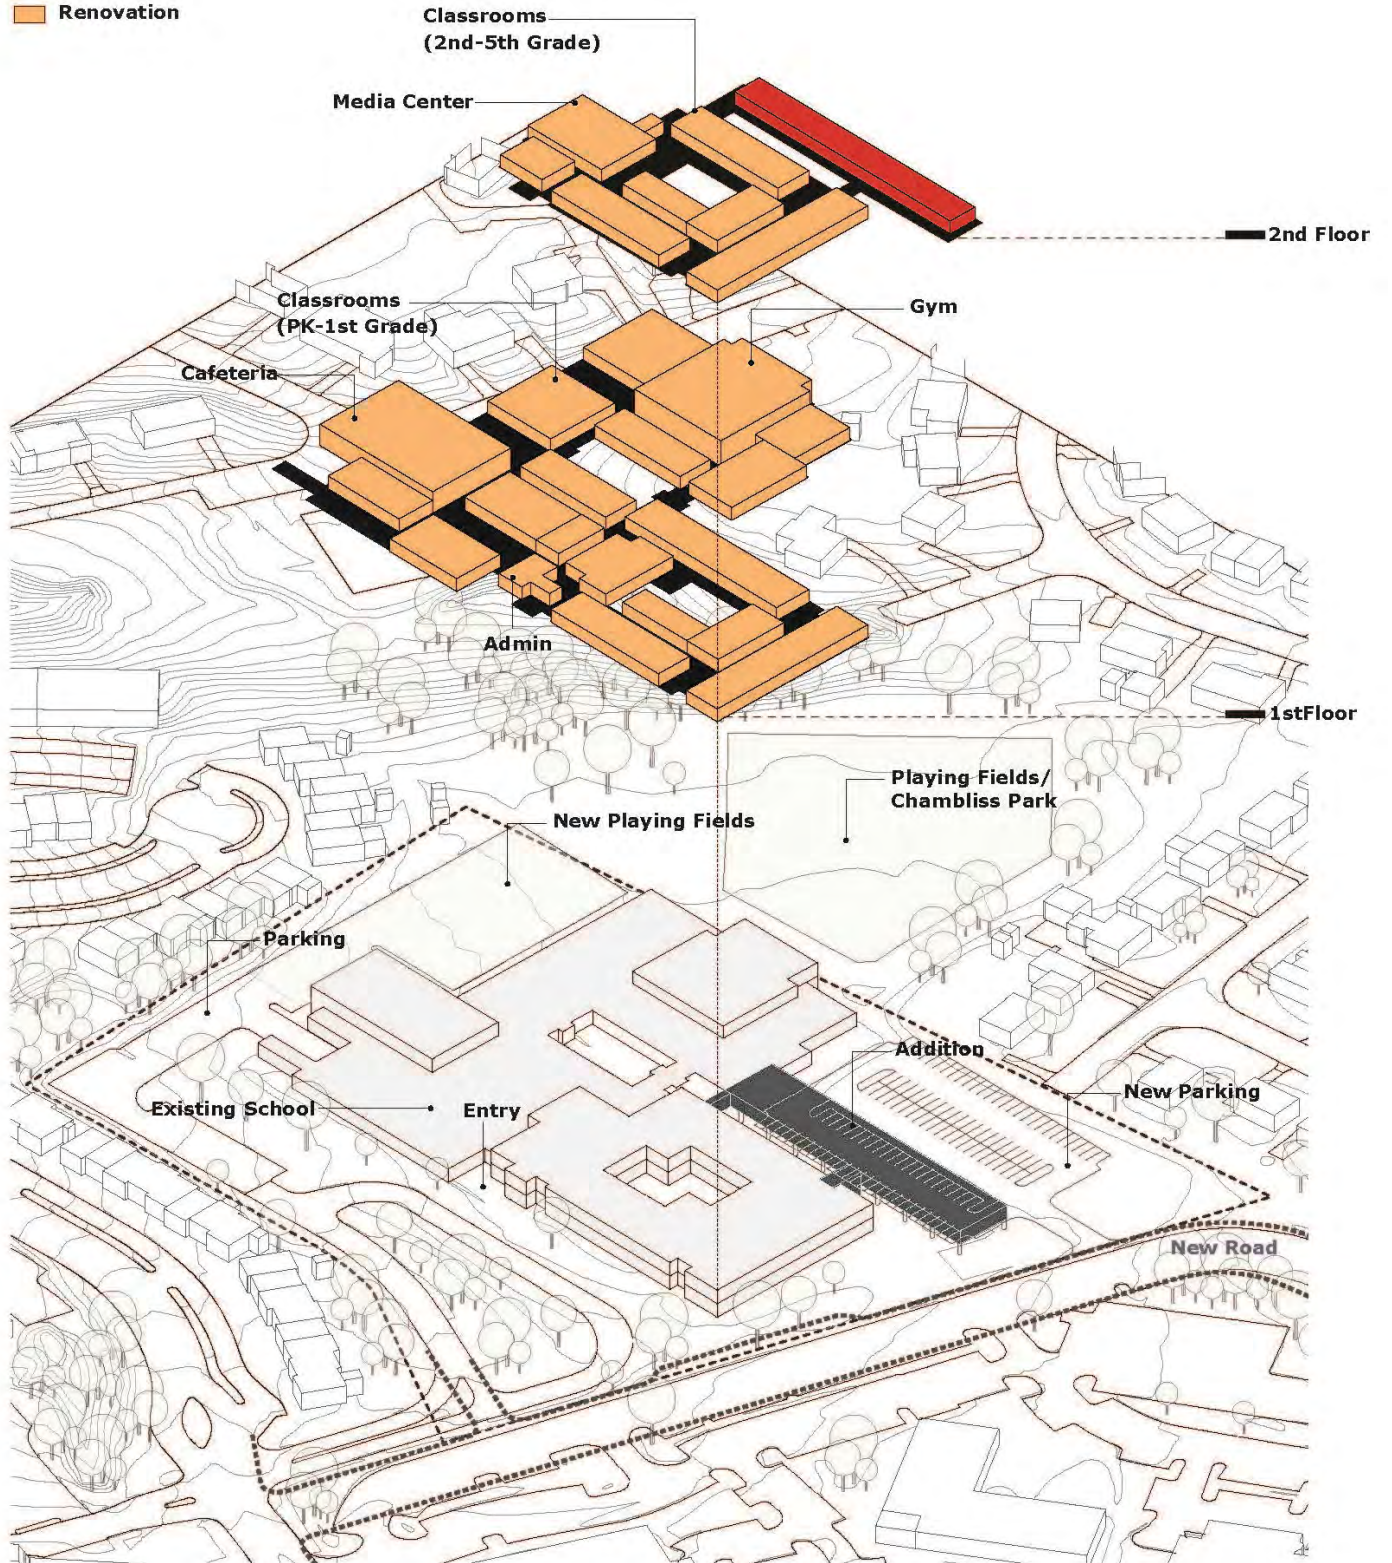 Renovation
Classrooms
(2nd-5th Grade)
Media Center
2nd Floor
Classrooms
(PK-1st Grade)
Gym
Cafeteria
Admin
1stFloor
Playing Fields/
Chambliss Park
New Playing Fields
Parking
Addition
New Parking
Existing School
Entry
New Road